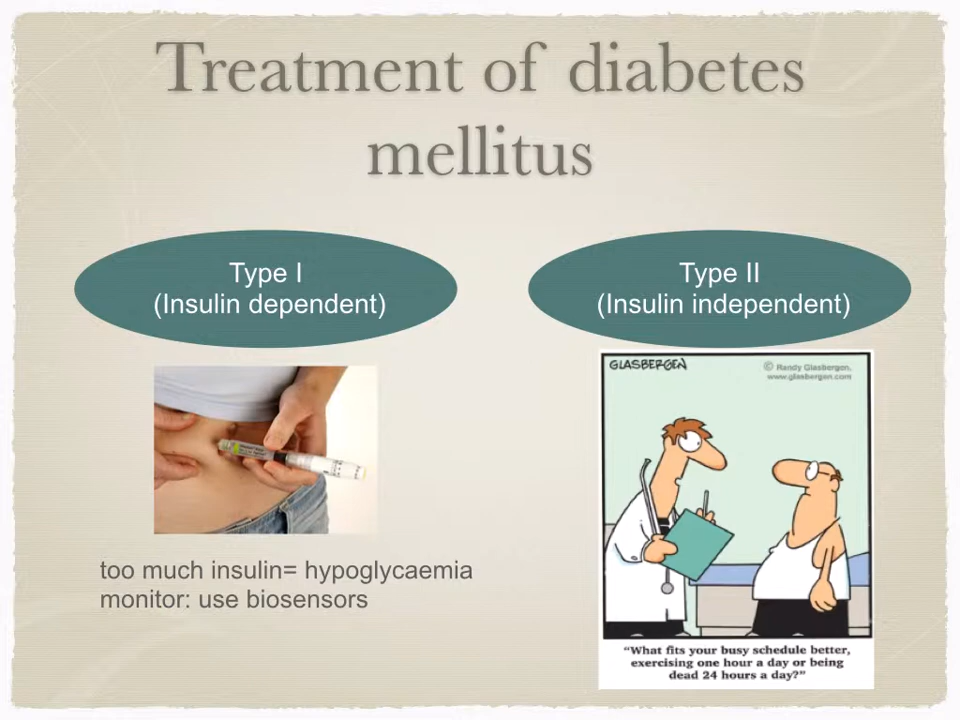 Treatment of diabetes
mellitus
Type I
(Insulin dependent)
Type II
(Insulin independent)
too much insulin= hypoglycaemia
monitor: use biosensors
GLASBERGEN
© Randy Glasbergen,
www.glasbergen.com
"What fits your busy schedule better,
exercising one hour a day or being
dead 24 hours a day?"